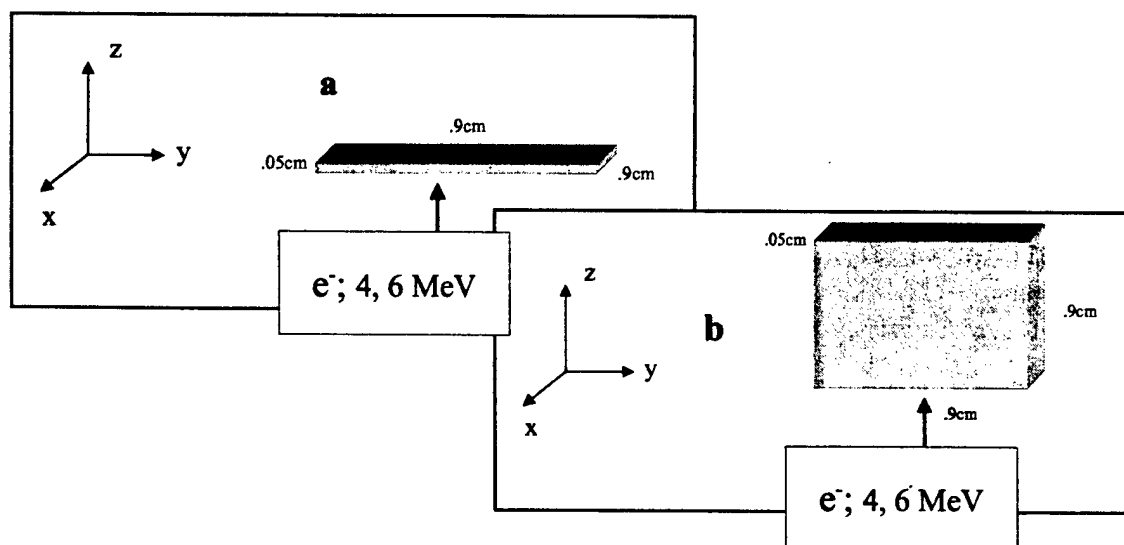 z
a
.9cm
.05cm
y
.9cm
x
e⁻; 4, 6 MeV
z
.05cm
b
.9cm
y
x
.9cm
e⁻; 4, 6 MeV